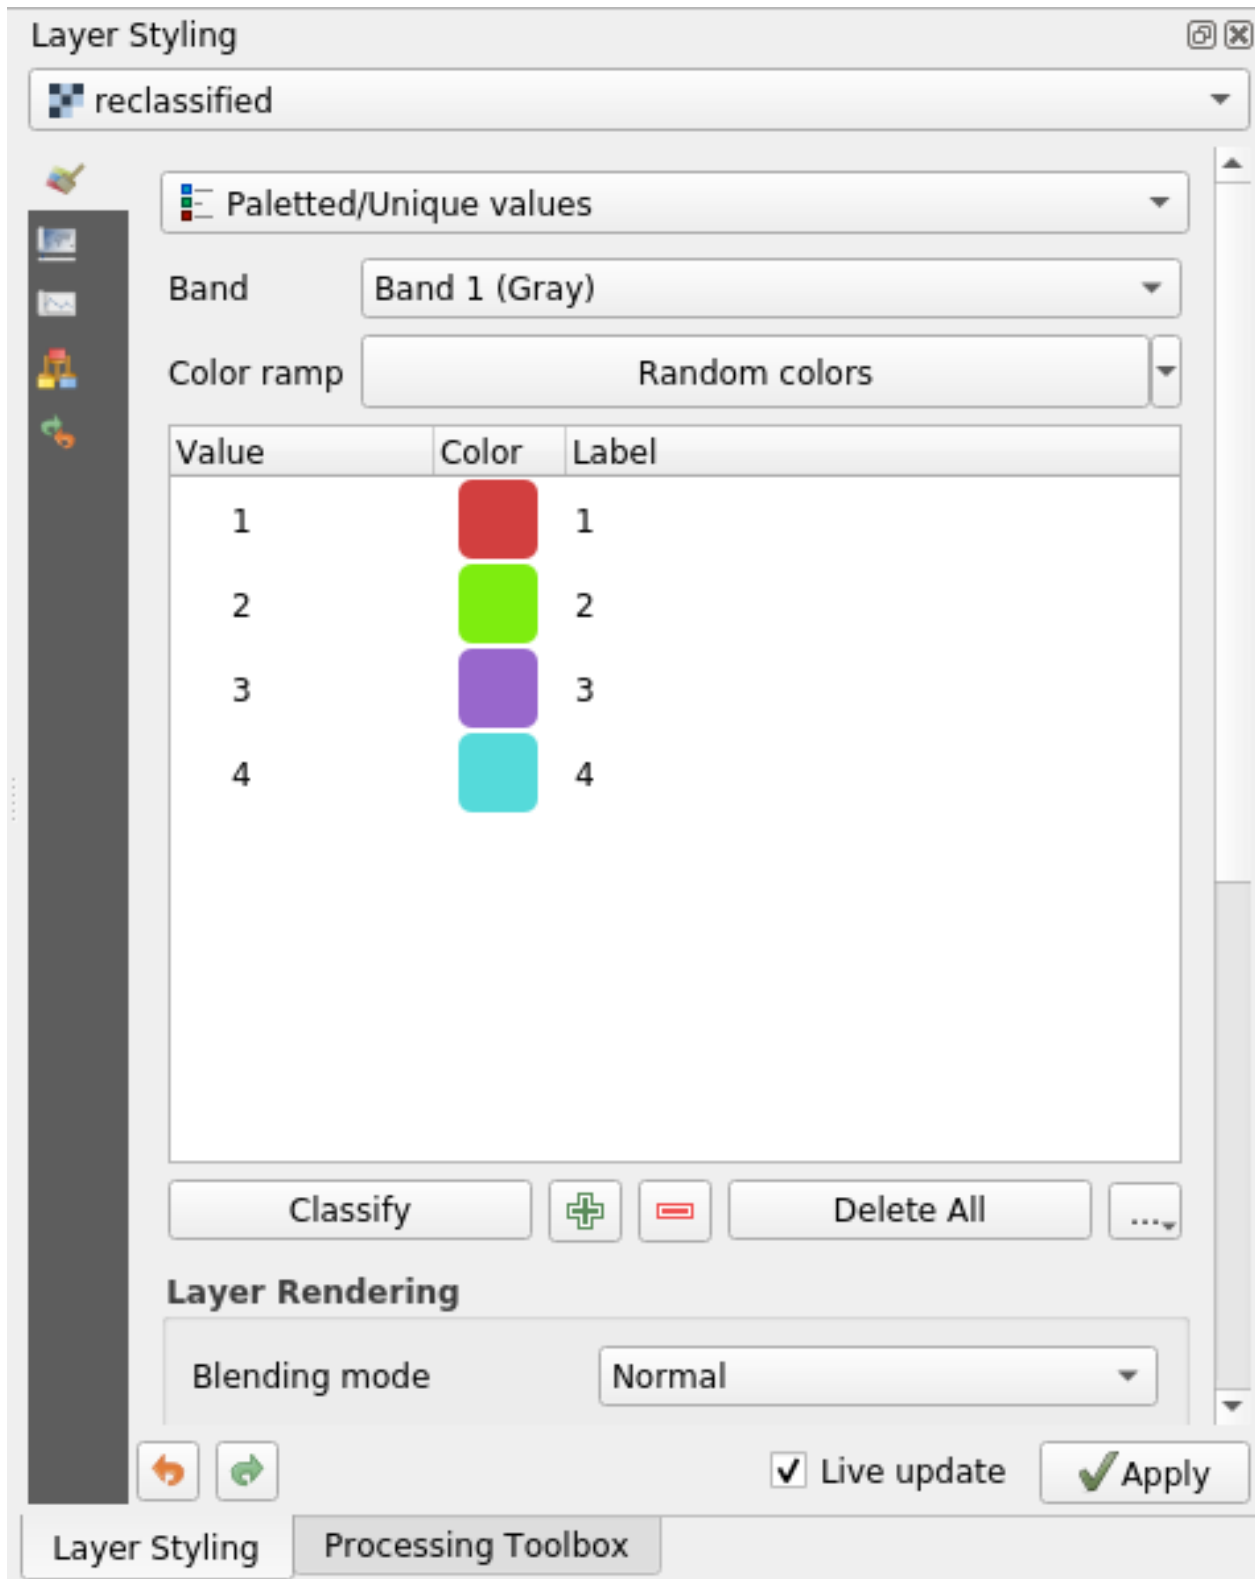 Layer Styling
reclassified
Paletted/Unique values
Band Band 1 (Gray)
Color ramp Random colors
Value Color Label
1 1
2 2
3 3
4 4
Classify Delete All ...
Layer Rendering
Blending mode Normal
Live update Apply
Layer Styling Processing Toolbox